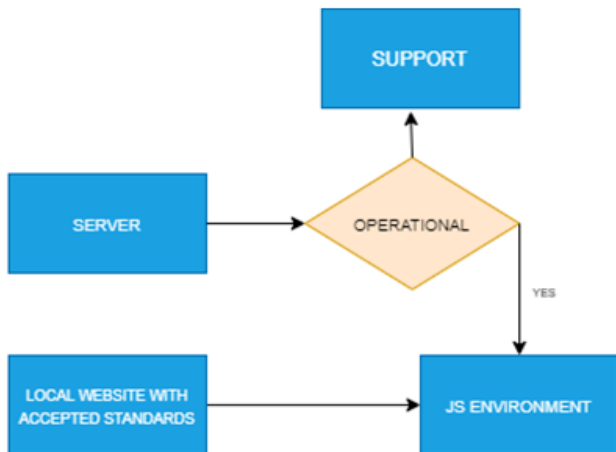 SUPPORT
SERVER
OPERATIONAL
YES
LOCAL WEBSITE WITH
ACCEPTED STANDARDS
JS ENVIRONMENT